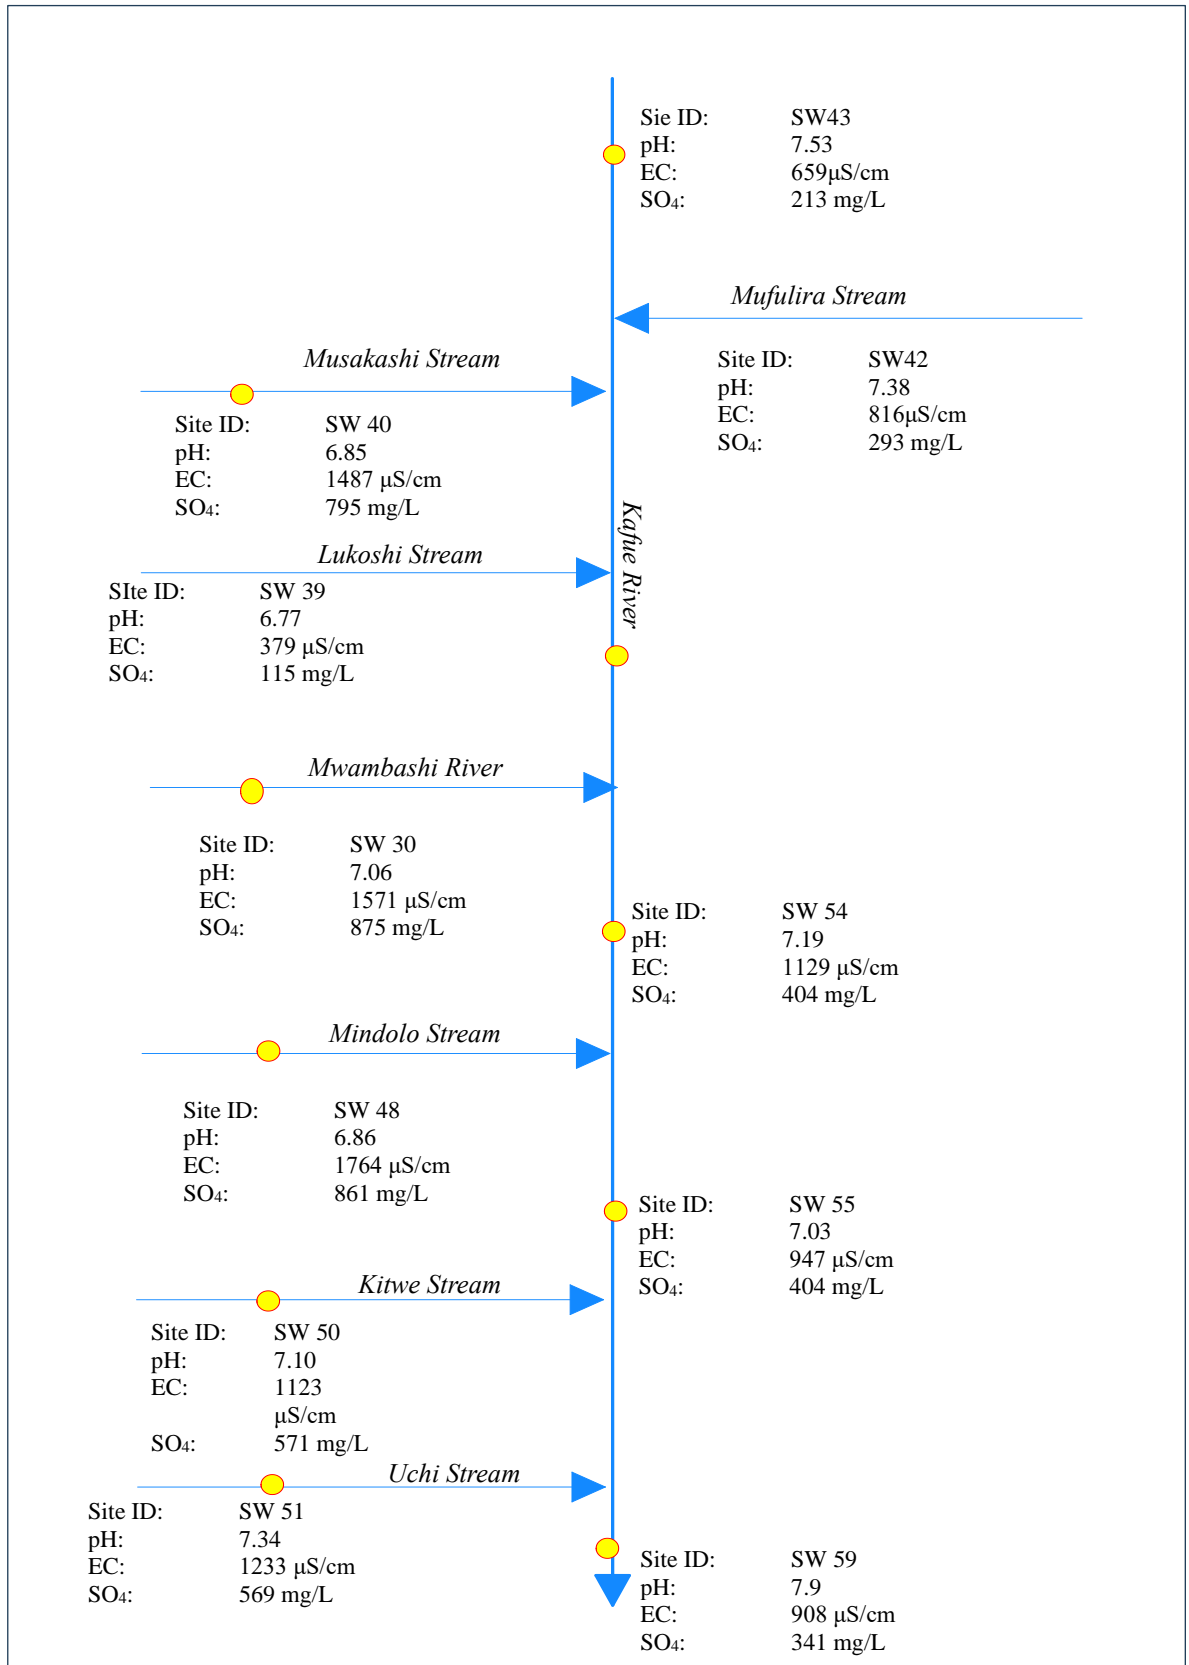 Sie ID: SW43
pH: 7.53
EC: 659μS/cm
SO₄: 213 mg/L
Mufulira Stream
Site ID: SW42
pH: 7.38
EC: 816μS/cm
SO₄: 293 mg/L
Musakashi Stream
Site ID: SW 40
pH: 6.85
EC: 1487 μS/cm
SO₄: 795 mg/L
Kafue River
Lukoshi Stream
SIte ID: SW 39
pH: 6.77
EC: 379 μS/cm
SO₄: 115 mg/L
Mwambashi River
Site ID: SW 30
pH: 7.06
EC: 1571 μS/cm
SO₄: 875 mg/L
Site ID: SW 54
pH: 7.19
EC: 1129 μS/cm
SO₄: 404 mg/L
Mindolo Stream
Site ID: SW 48
pH: 6.86
EC: 1764 μS/cm
SO₄: 861 mg/L
Site ID: SW 55
pH: 7.03
EC: 947 μS/cm
SO₄: 404 mg/L
Kitwe Stream
Site ID: SW 50
pH: 7.10
EC: 1123
μS/cm
SO₄: 571 mg/L
Uchi Stream
Site ID: SW 51
pH: 7.34
EC: 1233 μS/cm
SO₄: 569 mg/L
Site ID: SW 59
pH: 7.9
EC: 908 μS/cm
SO₄: 341 mg/L